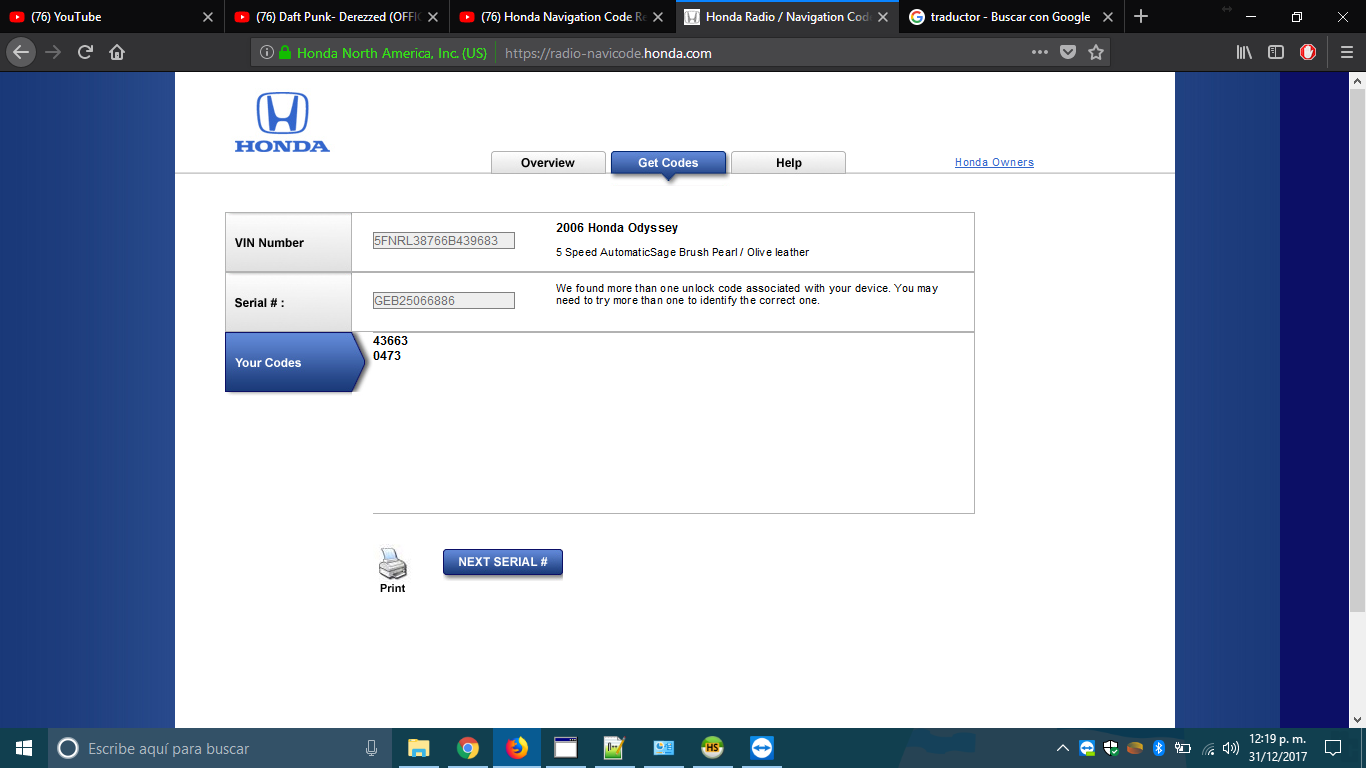 (76) YouTube
(76) Daft Punk- Derezzed (OFFI
(76) Honda Navigation Code Re
Honda Radio / Navigation Code
traductor - Buscar con Google
Honda North America, Inc. (US)
https://radio-navicode.honda.com
HONDA
Overview
Get Codes
Help
Honda Owners
VIN Number
5FNRL38766B439683
2006 Honda Odyssey
5 Speed AutomaticSage Brush Pearl / Olive leather
Serial # :
GEB25066886
We found more than one unlock code associated with your device. You may
need to try more than one to identify the correct one.
Your Codes
43663
0473
Print
NEXT SERIAL #
Escribe aquí para buscar
HS
12:19 p. m.
31/12/2017